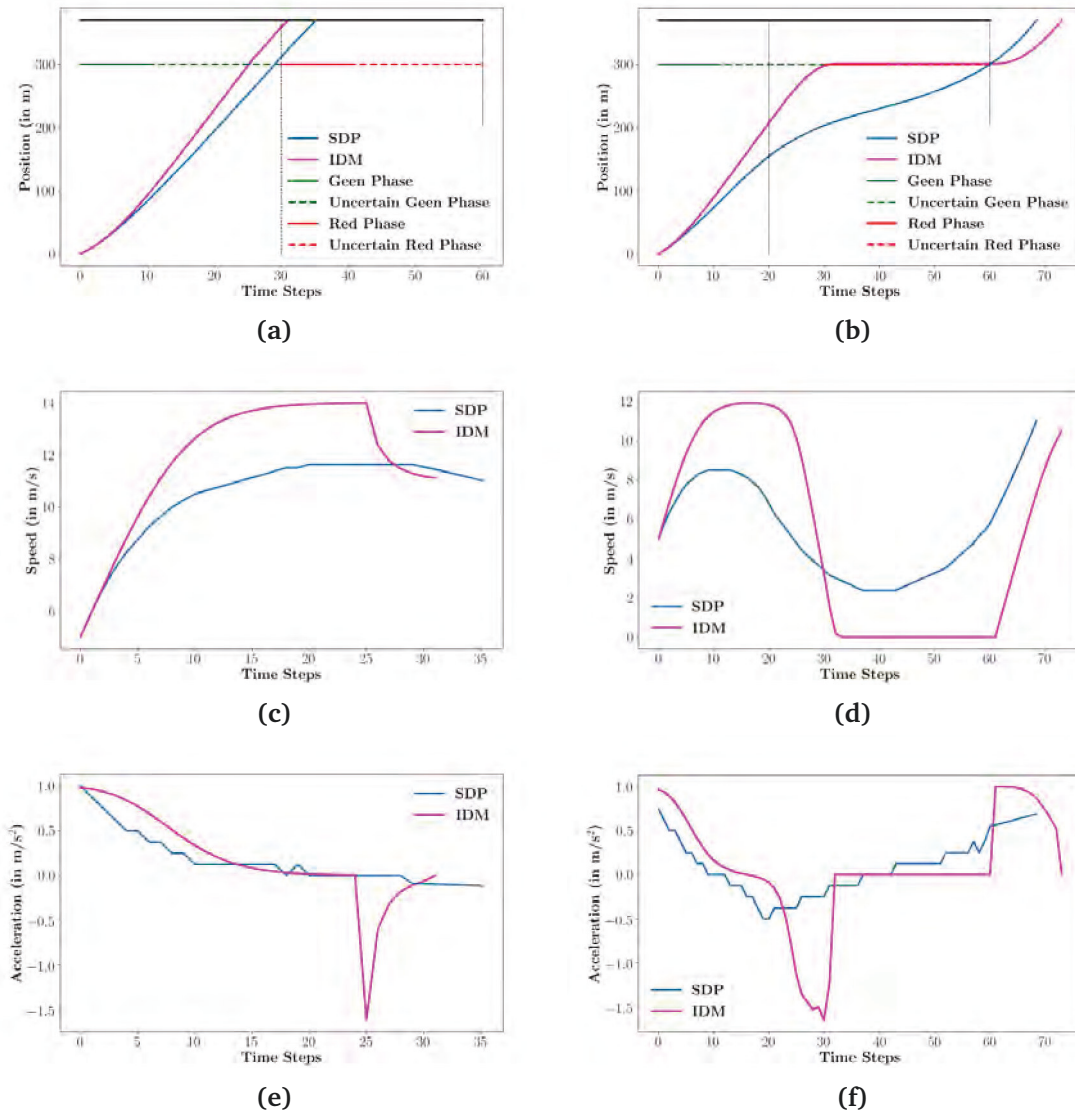 300
200
100
0
Position (in m)
SDP
IDM
Geen Phase
Uncertain Geen Phase
Red Phase
Uncertain Red Phase
0 10 20 30 40 50 60
Time Steps
(a)
300
200
100
0
Position (in m)
SDP
IDM
Geen Phase
Uncertain Geen Phase
Red Phase
Uncertain Red Phase
0 10 20 30 40 50 60 70
Time Steps
(b)
14
12
10
8
6
Speed (in m/s)
SDP
IDM
0 5 10 15 20 25 30 35
Time Steps
(c)
12
10
8
6
4
2
0
Speed (in m/s)
SDP
IDM
0 10 20 30 40 50 60 70
Time Steps
(d)
1.0
0.5
0.0
−0.5
−1.0
−1.5
Acceleration (in m/s²)
SDP
IDM
0 5 10 15 20 25 30 35
Time Steps
(e)
1.0
0.5
0.0
−0.5
−1.0
−1.5
Acceleration (in m/s²)
SDP
IDM
0 10 20 30 40 50 60 70
Time Steps
(f)